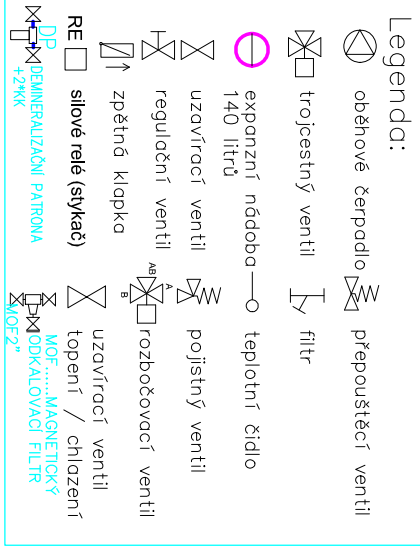 Legenda:
oběhové čerpadlo
trojcestný ventil
expanzní nádoba
140 litrů
uzavírací ventil
regulační ventil
zpětná klapka
RE
silové relé (stykač)
DP
DEMINERALIZAČNÍ PATRONA
+2*KK
přepouštěcí ventil
filtr
teplotní čidlo
pojistný ventil
A
AB
B
rozbočovací ventil
uzavírací ventil
topení / chlazení
MOF......MAGNETICKÝ
ODKALOVACÍ FILTR
MOF2"